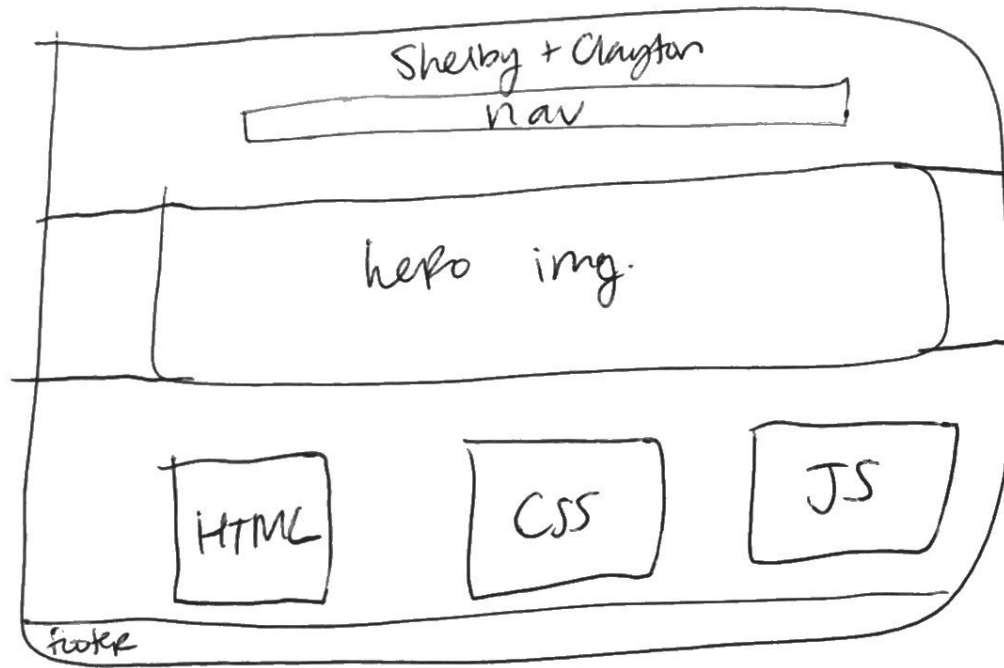 Shelby + Clayton
nav
hero img.
HTML
CSS
JS
footer